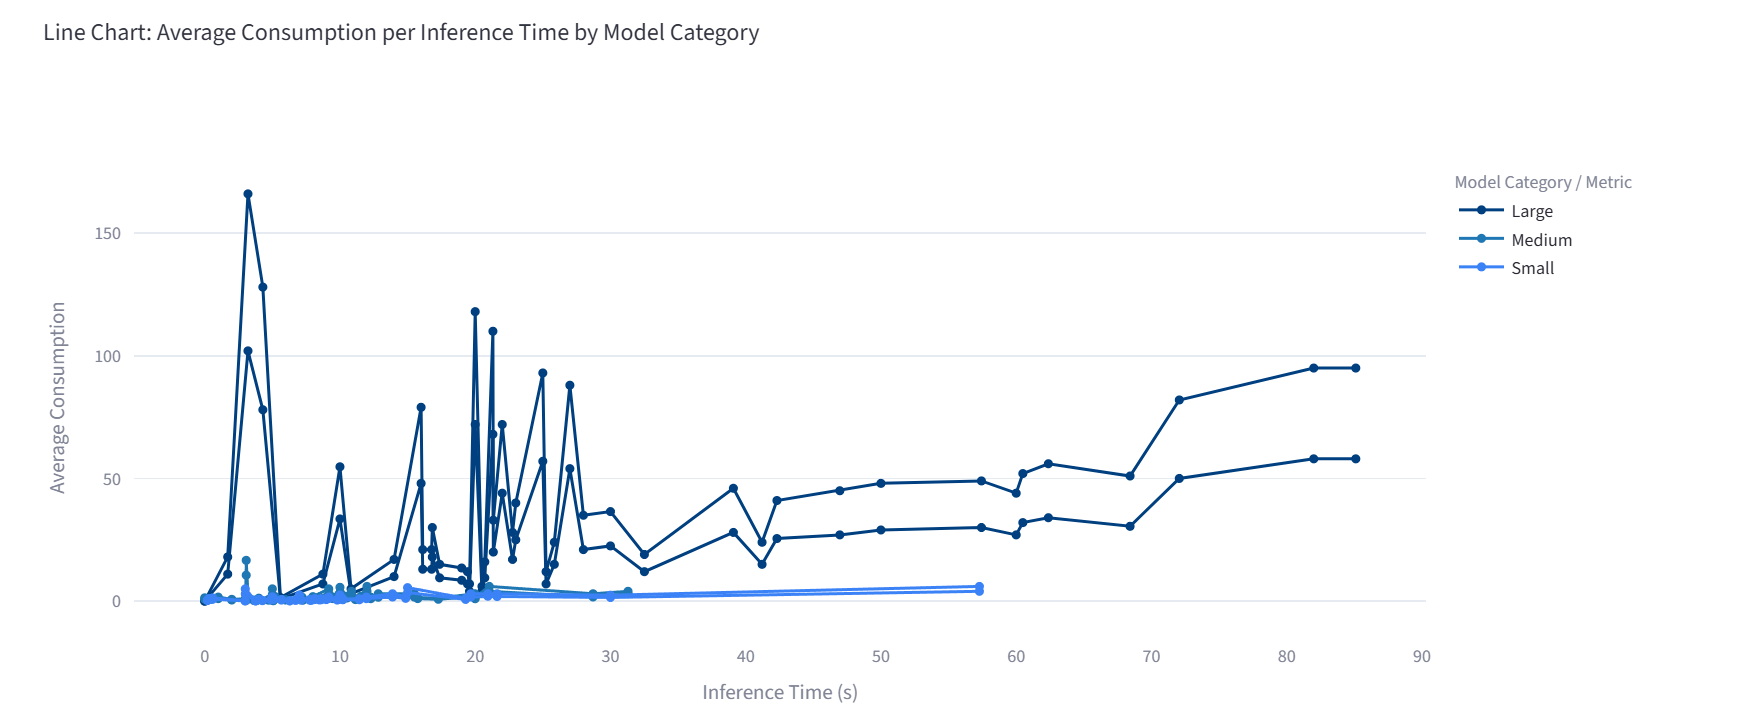 Line Chart: Average Consumption per Inference Time by Model Category
Model Category / Metric
Large
Medium
Small
Average Consumption
150
100
50
0
0 10 20 30 40 50 60 70 80 90
Inference Time (s)